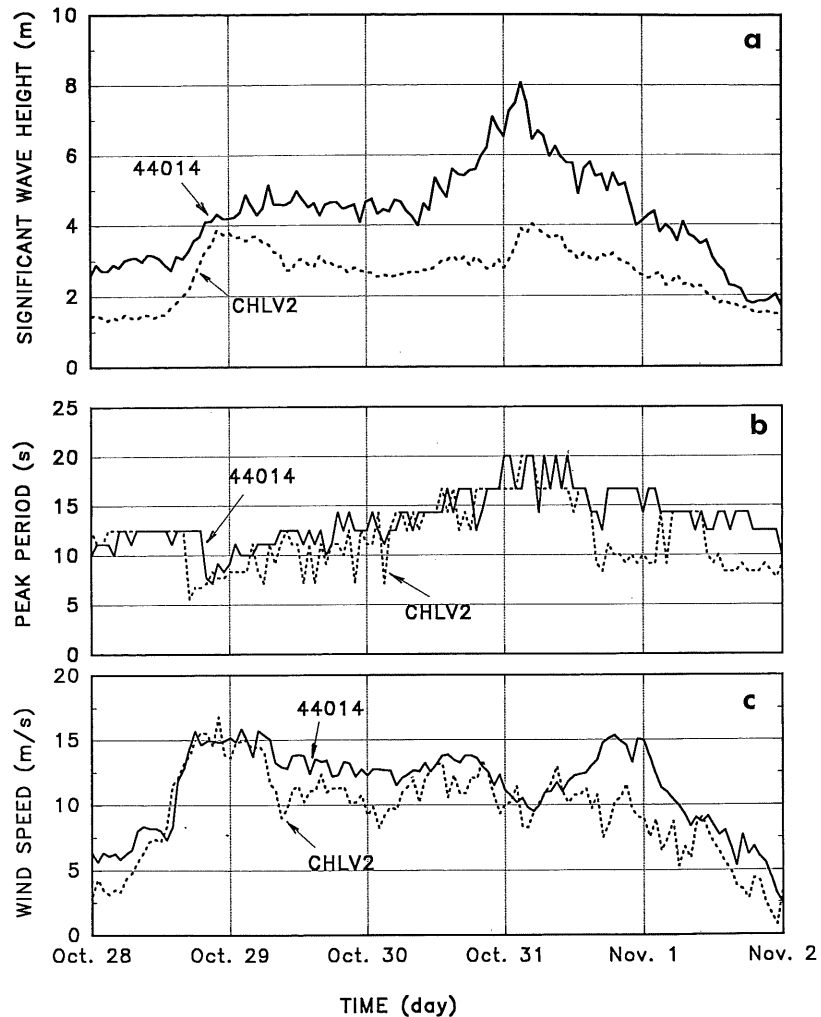 SIGNIFICANT WAVE HEIGHT (m)
10
8
6
4
2
0
a
44014
CHLV2
PEAK PERIOD (s)
25
20
15
10
5
0
b
44014
CHLV2
WIND SPEED (m/s)
20
15
10
5
0
c
44014
CHLV2
Oct. 28 Oct. 29 Oct. 30 Oct. 31 Nov. 1 Nov. 2
TIME (day)